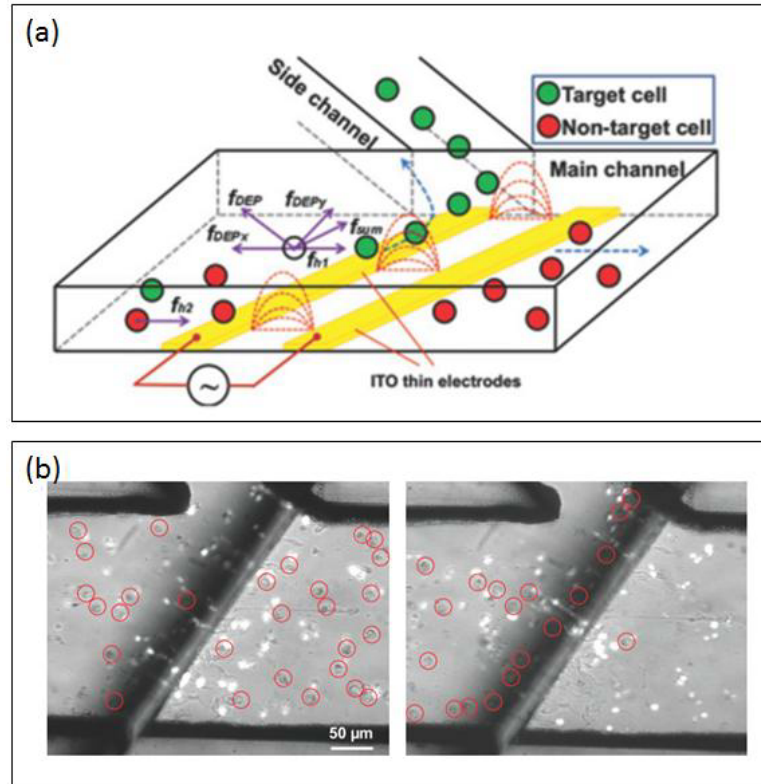 (a)
Side channel
Target cell
Non-target cell
Main channel
fDEP
fDEPy
fDEPx
fsum
fh1
fh2
~
ITO thin electrodes
(b)
50 µm